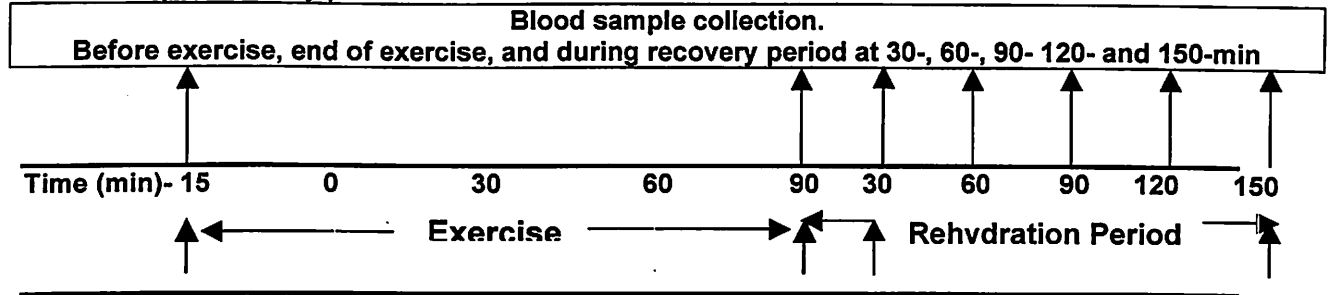 Blood sample collection.
Before exercise, end of exercise, and during recovery period at 30-, 60-, 90- 120- and 150-min
Time (min)- 15 0 30 60 90 30 60 90 120 150
Exercise Rehydration Period